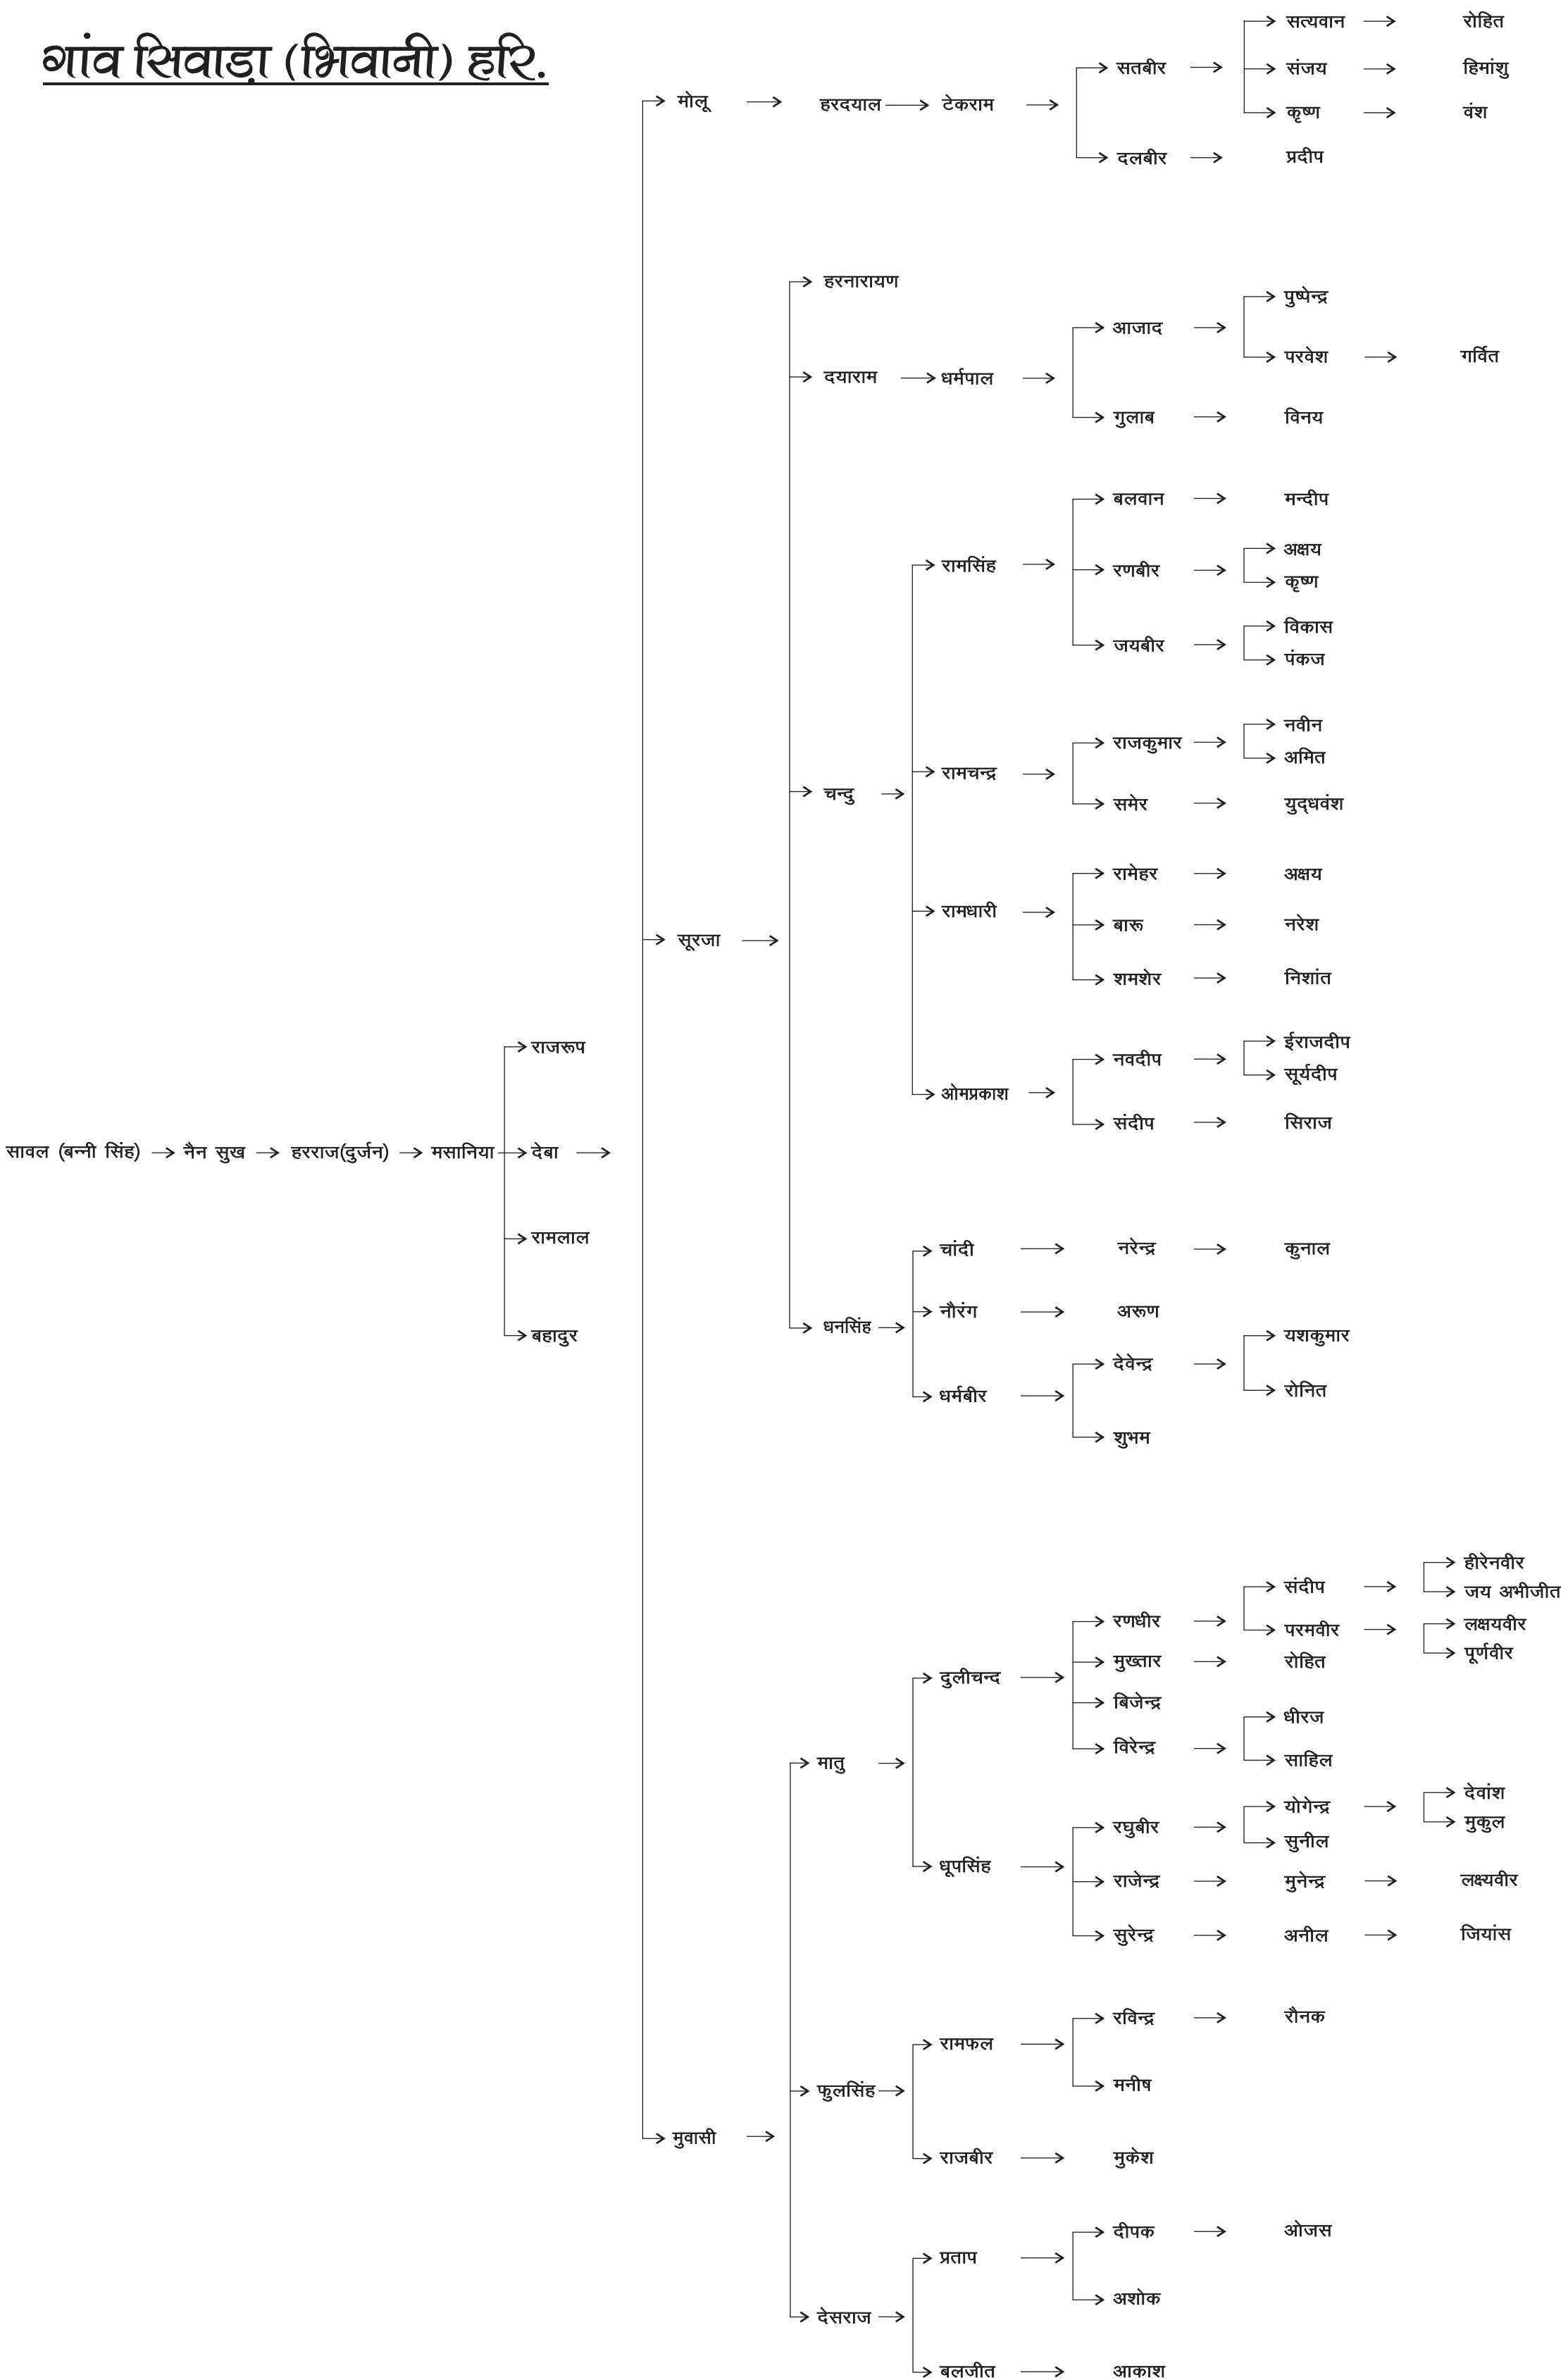 गांव सिवाड़ा (भिवानी) हरि.
सावल (बन्नी सिंह)
नैन सुख
हरराज(दुर्जन)
मसानिया
राजरूप
देबा
रामलाल
बहादुर
मोलू
हरदयाल
टेकराम
सतबीर
सत्यवान
रोहित
संजय
हिमांशु
कृष्ण
वंश
दलबीर
प्रदीप
सूरजा
हरनारायण
दयाराम
धर्मपाल
आजाद
पुष्पेन्द्र
परवेश
गर्वित
गुलाब
विनय
चन्दु
रामसिंह
बलवान
मन्दीप
रणबीर
अक्षय
कृष्ण
जयबीर
विकास
पंकज
रामचन्द्र
राजकुमार
नवीन
अमित
समेर
युद्धवंश
रामधारी
रामेहर
अक्षय
बारू
नरेश
शमशेर
निशांत
ओमप्रकाश
नवदीप
ईराजदीप
सूर्यदीप
संदीप
सिराज
धनसिंह
चांदी
नरेन्द्र
कुनाल
नौरंग
अरूण
धर्मबीर
देवेन्द्र
यशकुमार
रोनित
शुभम
मुवासी
मातु
दुलीचन्द
रणधीर
संदीप
हीरेनवीर
जय अभीजीत
परमवीर
लक्षयवीर
पूर्णवीर
मुख्तार
रोहित
बिजेन्द्र
विरेन्द्र
धीरज
साहिल
धूपसिंह
रघुबीर
योगेन्द्र
देवांश
मुकुल
सुनील
राजेन्द्र
मुनेन्द्र
लक्ष्यवीर
सुरेन्द्र
अनील
जियांस
फुलसिंह
रामफल
रविन्द्र
रौनक
मनीष
राजबीर
मुकेश
देसराज
प्रताप
दीपक
ओजस
अशोक
बलजीत
आकाश